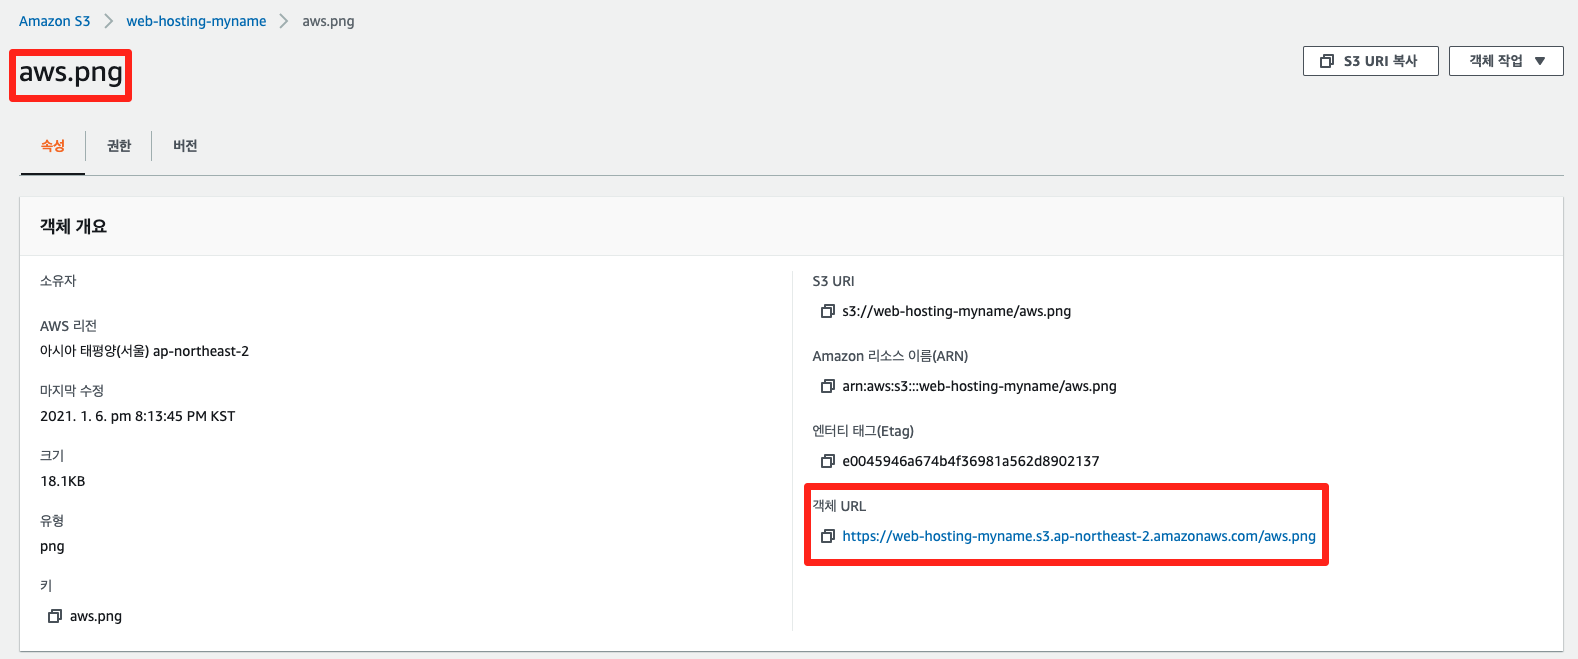 Amazon S3 > web-hosting-myname > aws.png
aws.png
S3 URI 복사
객체 작업 ▼
속성
권한
버전
객체 개요
소유자
AWS 리전
아시아 태평양(서울) ap-northeast-2
마지막 수정
2021. 1. 6. pm 8:13:45 PM KST
크기
18.1KB
유형
png
키
aws.png
S3 URI
s3://web-hosting-myname/aws.png
Amazon 리소스 이름(ARN)
arn:aws:s3:::web-hosting-myname/aws.png
엔터티 태그(Etag)
e0045946a674b4f36981a562d8902137
객체 URL
https://web-hosting-myname.s3.ap-northeast-2.amazonaws.com/aws.png